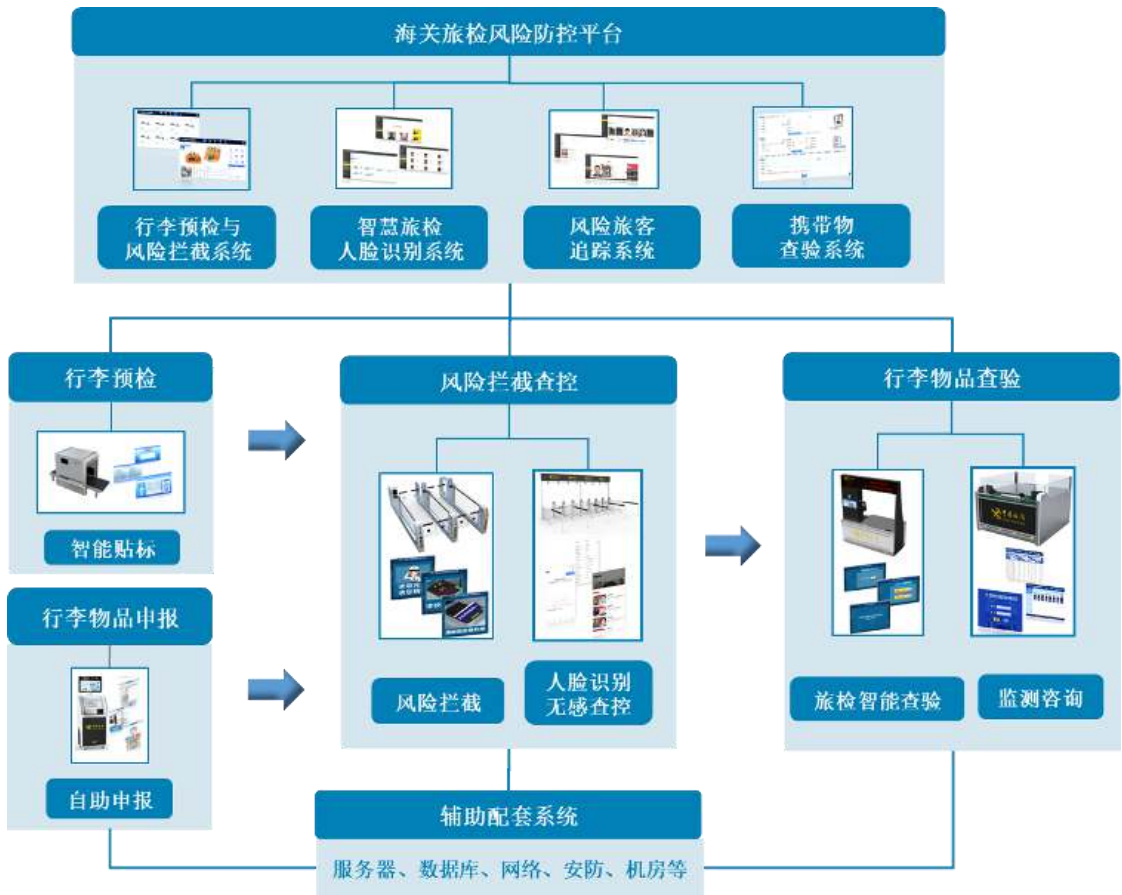 海关旅检风险防控平台
行李预检与
风险拦截系统
智慧旅检
人脸识别系统
风险旅客
追踪系统
携带物
查验系统
行李预检
智能贴标
行李物品申报
自助申报
风险拦截查控
风险拦截
人脸识别
无感查控
行李物品查验
旅检智能查验
监测咨询
辅助配套系统
服务器、数据库、网络、安防、机房等